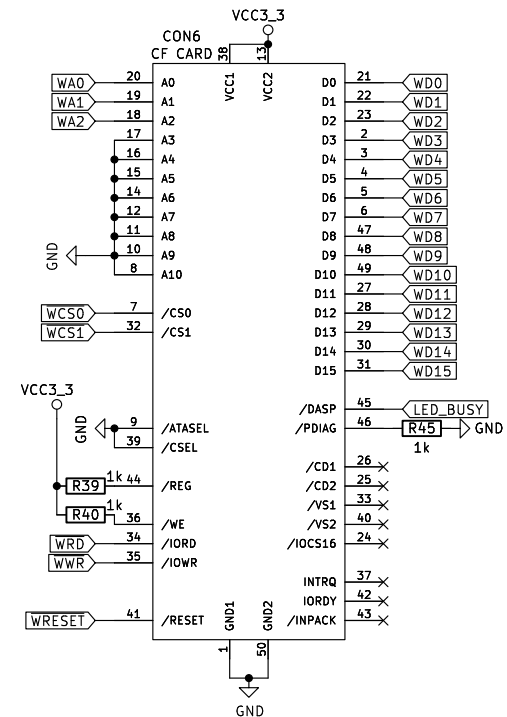 VCC3_3
CON6
CF CARD
38 VCC1
13 VCC2
WA0 20 A0 D0 21 WD0
WA1 19 A1 D1 22 WD1
WA2 18 A2 D2 23 WD2
17 A3 D3 2 WD3
16 A4 D4 3 WD4
15 A5 D5 4 WD5
14 A6 D6 5 WD6
12 A7 D7 6 WD7
11 A8 D8 47 WD8
GND 10 A9 D9 48 WD9
8 A10 D10 49 WD10
D11 27 WD11
WCS0 7 /CS0 D12 28 WD12
WCS1 32 /CS1 D13 29 WD13
D14 30 WD14
D15 31 WD15
VCC3_3
/DASP 45 LED_BUSY
GND 9 /ATASEL /PDIAG 46 R45 GND
1k
39 /CSEL
/CD1 26
R39 1k 44 /REG /CD2 25
/VS1 33
R40 1k 36 /WE /VS2 40
WRD 34 /IORD /IOCS16 24
WWR 35 /IOWR
INTRQ 37
IORDY 42
WRESET 41 /RESET /INPACK 43
GND1 1
GND2 50
GND